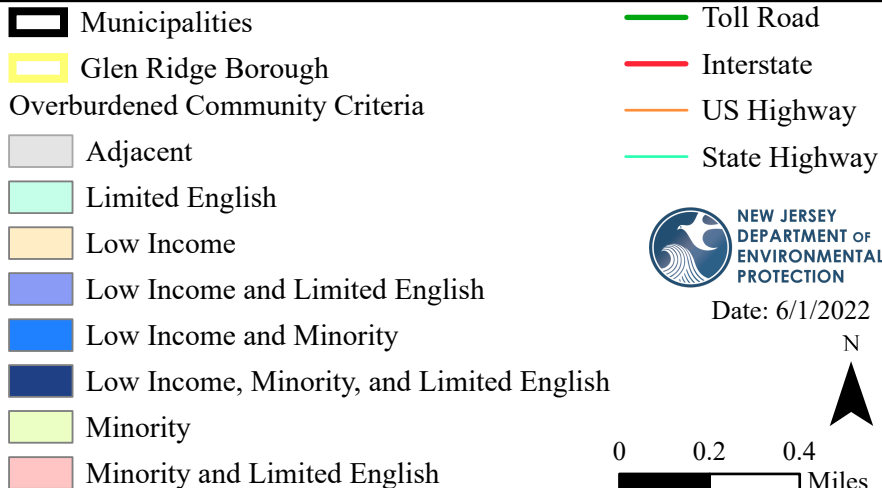 Municipalities
Glen Ridge Borough
Overburdened Community Criteria
Adjacent
Limited English
Low Income
Low Income and Limited English
Low Income and Minority
Low Income, Minority, and Limited English
Minority
Minority and Limited English
Toll Road
Interstate
US Highway
State Highway
NEW JERSEY
DEPARTMENT OF
ENVIRONMENTAL
PROTECTION
Date: 6/1/2022
N
0 0.2 0.4
Miles